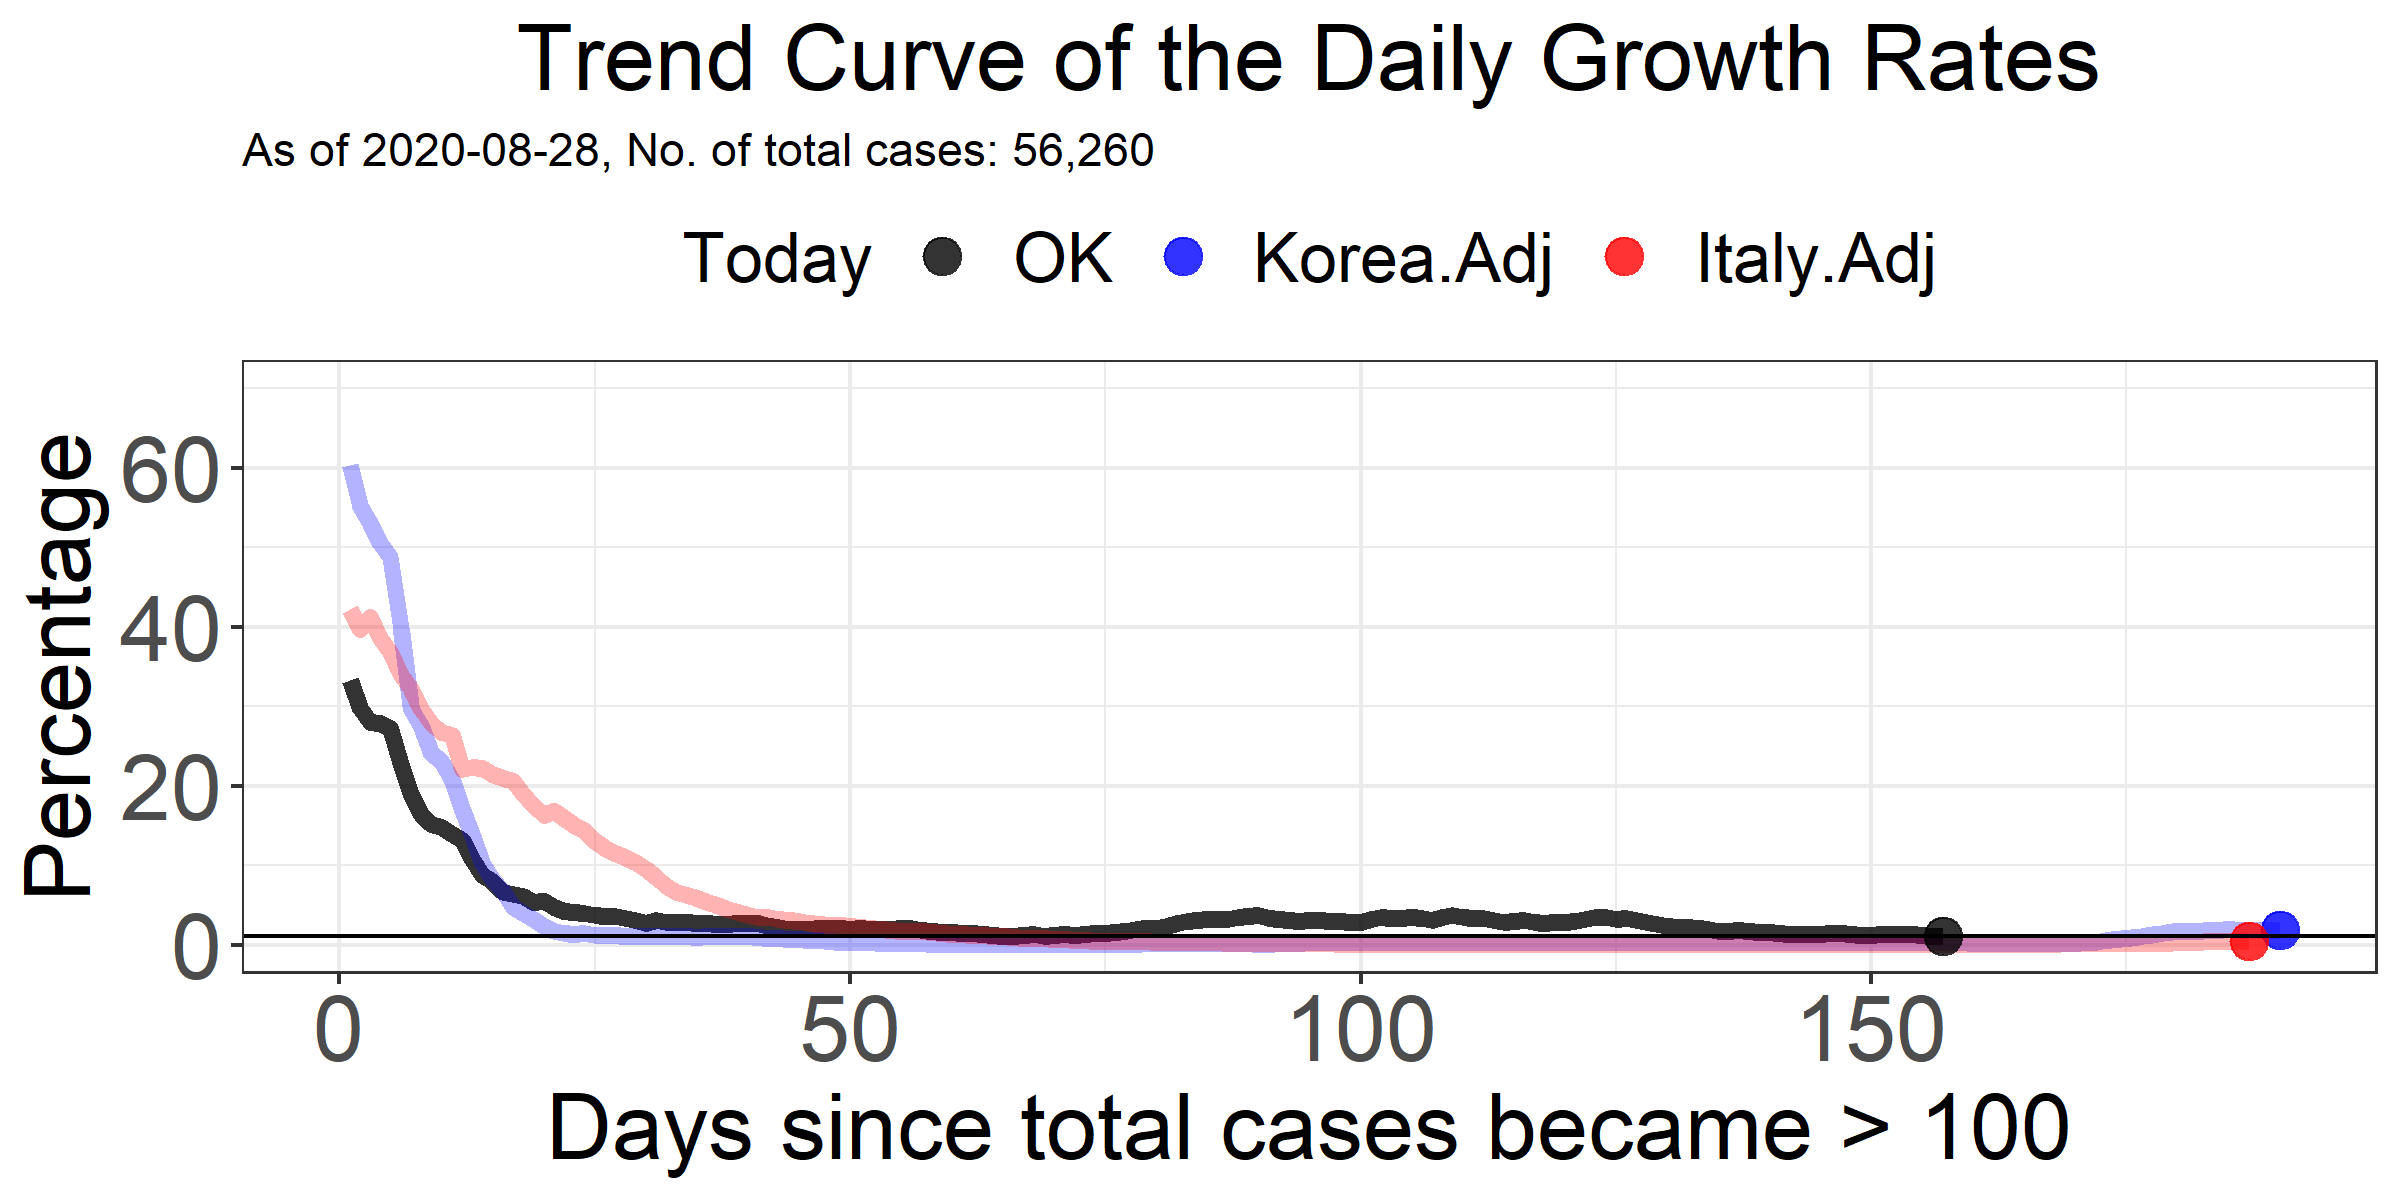 Trend Curve of the Daily Growth Rates
As of 2020-08-28, No. of total cases: 56,260
Today OK Korea.Adj Italy.Adj
Percentage
60
40
20
0
0 50 100 150
Days since total cases became > 100